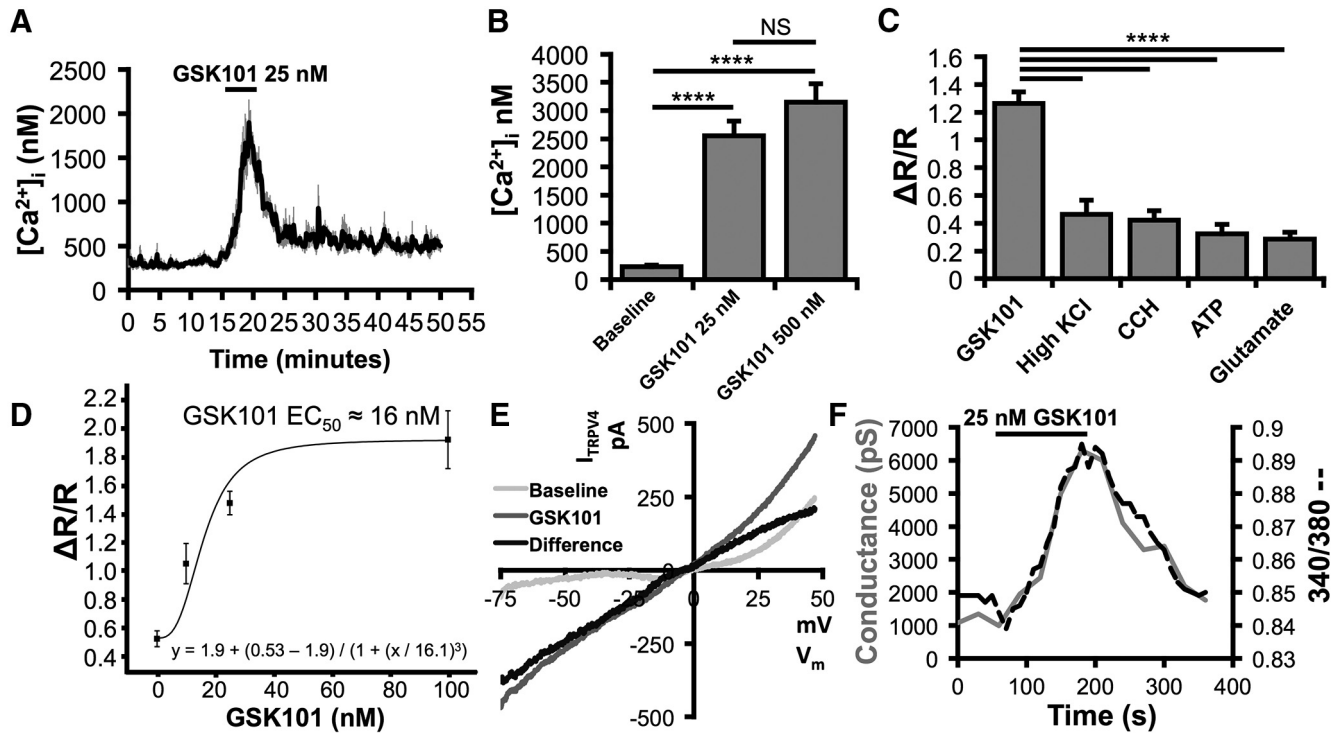 A
[Ca²⁺]ᵢ (nM)
2500
2000
1500
1000
500
0
GSK101 25 nM
0 5 10 15 20 25 30 35 40 45 50 55
Time (minutes)
B
[Ca²⁺]ᵢ nM
4000
3500
3000
2500
2000
1500
1000
500
0
NS
****
****
Baseline
GSK101 25 nM
GSK101 500 nM
C
ΔR/R
1.6
1.4
1.2
1
0.8
0.6
0.4
0.2
0
****
GSK101
High KCl
CCH
ATP
Glutamate
D
ΔR/R
2.2
2.0
1.8
1.6
1.4
1.2
1.0
0.8
0.6
0.4
GSK101 EC₅₀ ≈ 16 nM
y = 1.9 + (0.53 – 1.9) / (1 + (x / 16.1)³)
0 20 40 60 80 100
GSK101 (nM)
E
I_TRPV4
pA
500
250
0
-250
-500
Baseline
GSK101
Difference
-75 -50 -25 0 25 50
mV
Vₘ
F
25 nM GSK101
Conductance (pS)
7000
6000
5000
4000
3000
2000
1000
0
0.9
0.89
0.88
0.87
0.86
0.85
0.84
0.83
340/380 --
0 100 200 300 400
Time (s)